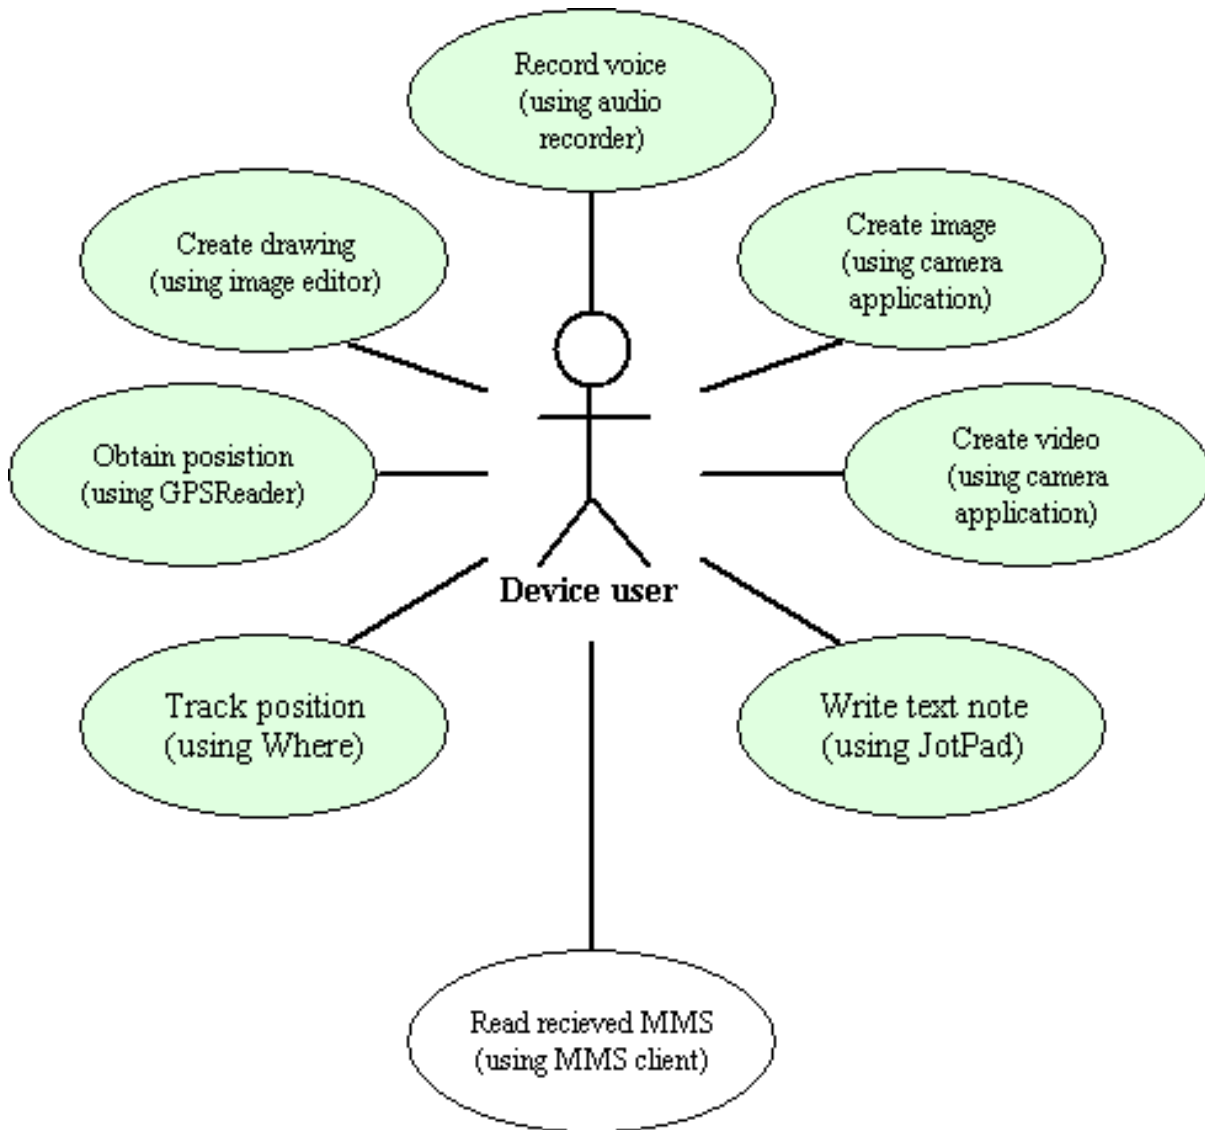 Record voice
(using audio
recorder)
Create drawing
(using image editor)
Create image
(using camera
application)
Obtain posistion
(using GPSReader)
Create video
(using camera
application)
Device user
Track position
(using Where)
Write text note
(using JotPad)
Read recieved MMS
(using MMS client)